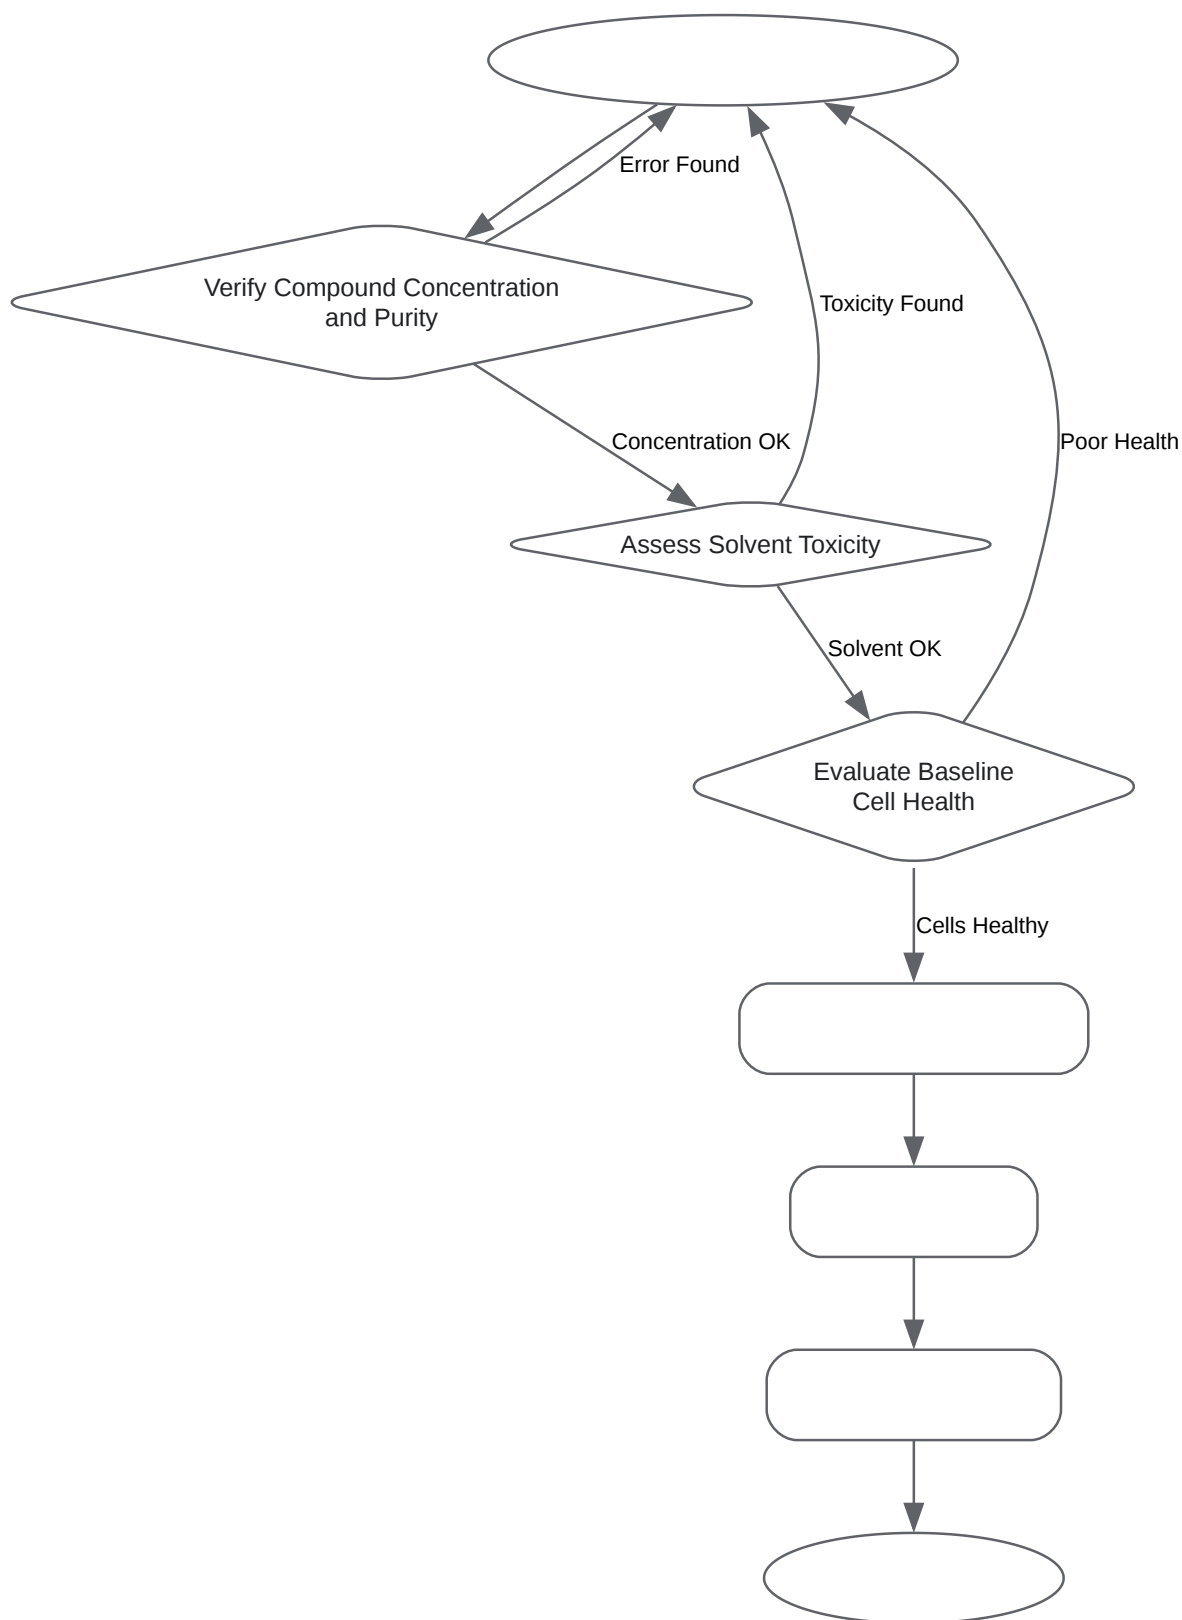 Error Found
Verify Compound Concentration
and Purity
Toxicity Found
Concentration OK
Poor Health
Assess Solvent Toxicity
Solvent OK
Evaluate Baseline
Cell Health
Cells Healthy